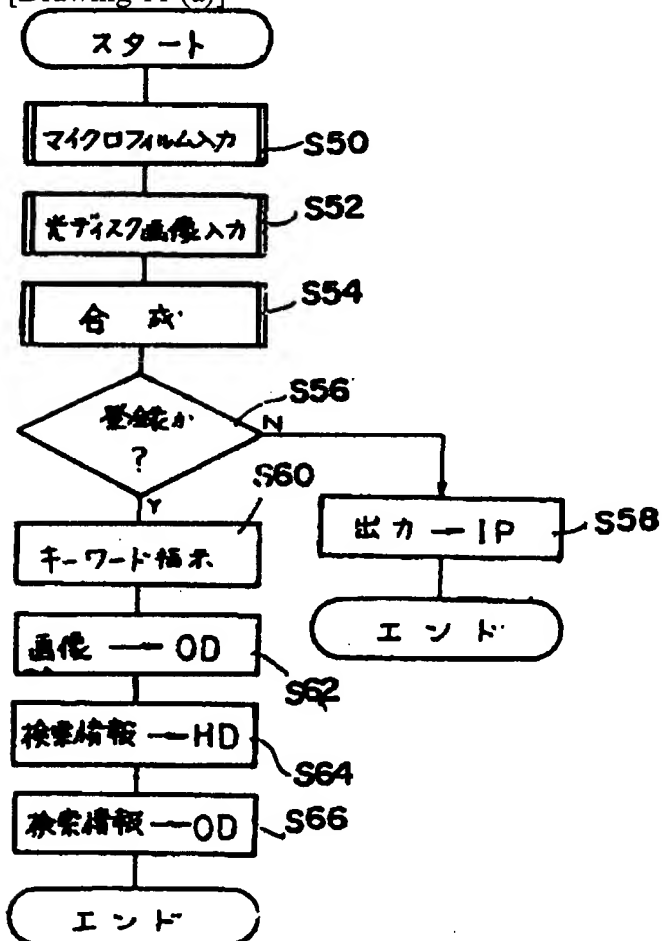 スタート
マイクロフィルム入力
S50
光ディスク画像入力
S52
合成
S54
登録か
?
S56
N
Y
S60
キーワード指示
出力→IP
S58
エンド
画像→OD
S62
検索情報→HD
S64
検索情報→OD
S66
エンド